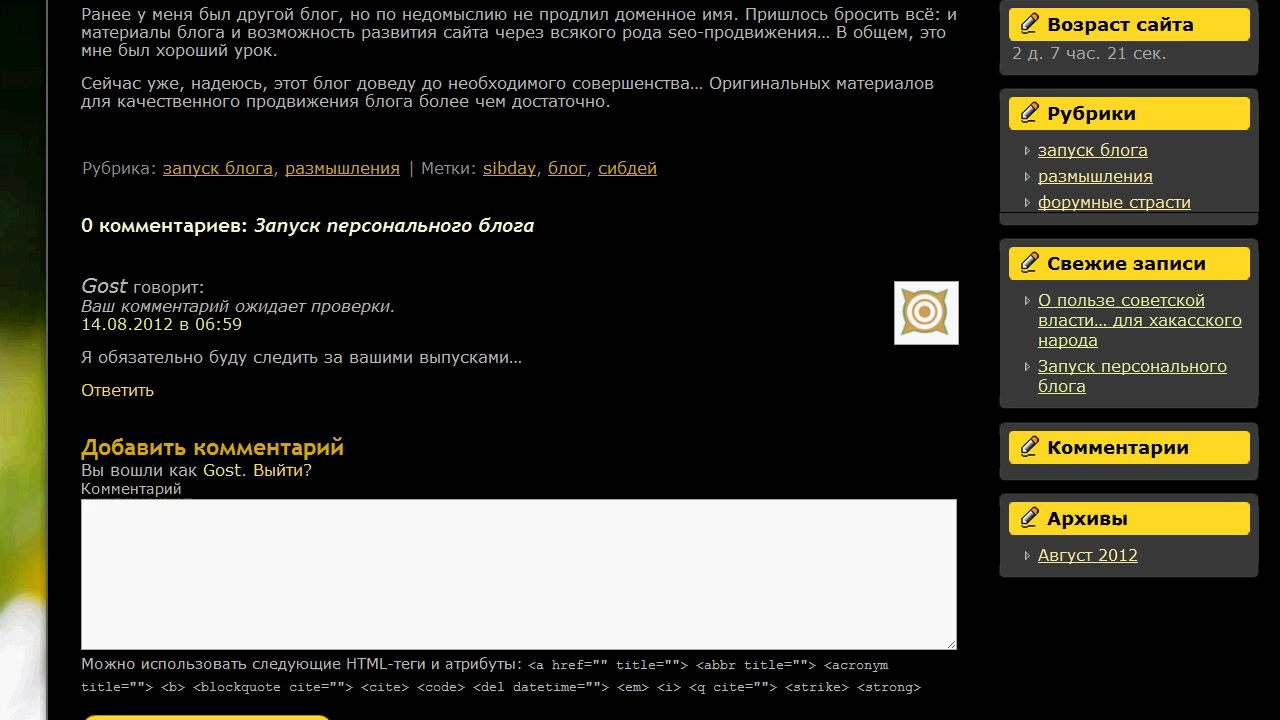 Ранее у меня был другой блог, но по недомыслию не продлил доменное имя. Пришлось бросить всё: и
материалы блога и возможность развития сайта через всякого рода seo-продвижения... В общем, это
мне был хороший урок.
Сейчас уже, надеюсь, этот блог доведу до необходимого совершенства... Оригинальных материалов
для качественного продвижения блога более чем достаточно.
Рубрика: запуск блога, размышления | Метки: sibday, блог, сибдей
0 комментариев: Запуск персонального блога
Gost говорит:
Ваш комментарий ожидает проверки.
14.08.2012 в 06:59
Я обязательно буду следить за вашими выпусками...
Ответить
Добавить комментарий
Вы вошли как Gost. Выйти?
Комментарий
Можно использовать следующие HTML-теги и атрибуты: <a href="" title=""> <abbr title=""> <acronym
title=""> <b> <blockquote cite=""> <cite> <code> <del datetime=""> <em> <i> <q cite=""> <strike> <strong>
Возраст сайта
2 д. 7 час. 21 сек.
Рубрики
запуск блога
размышления
форумные страсти
Свежие записи
О пользе советской
власти... для хакасского
народа
Запуск персонального
блога
Комментарии
Архивы
Август 2012